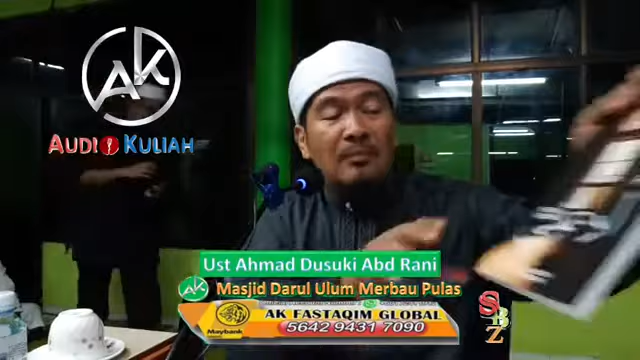 AK
AUDIO KULIAH
Ust Ahmad Dusuki Abd Rani
AK
Masjid Darul Ulum Merbau Pulas
AK FASTAQIM GLOBAL
Maybank
5642 9431 7090
SBZ